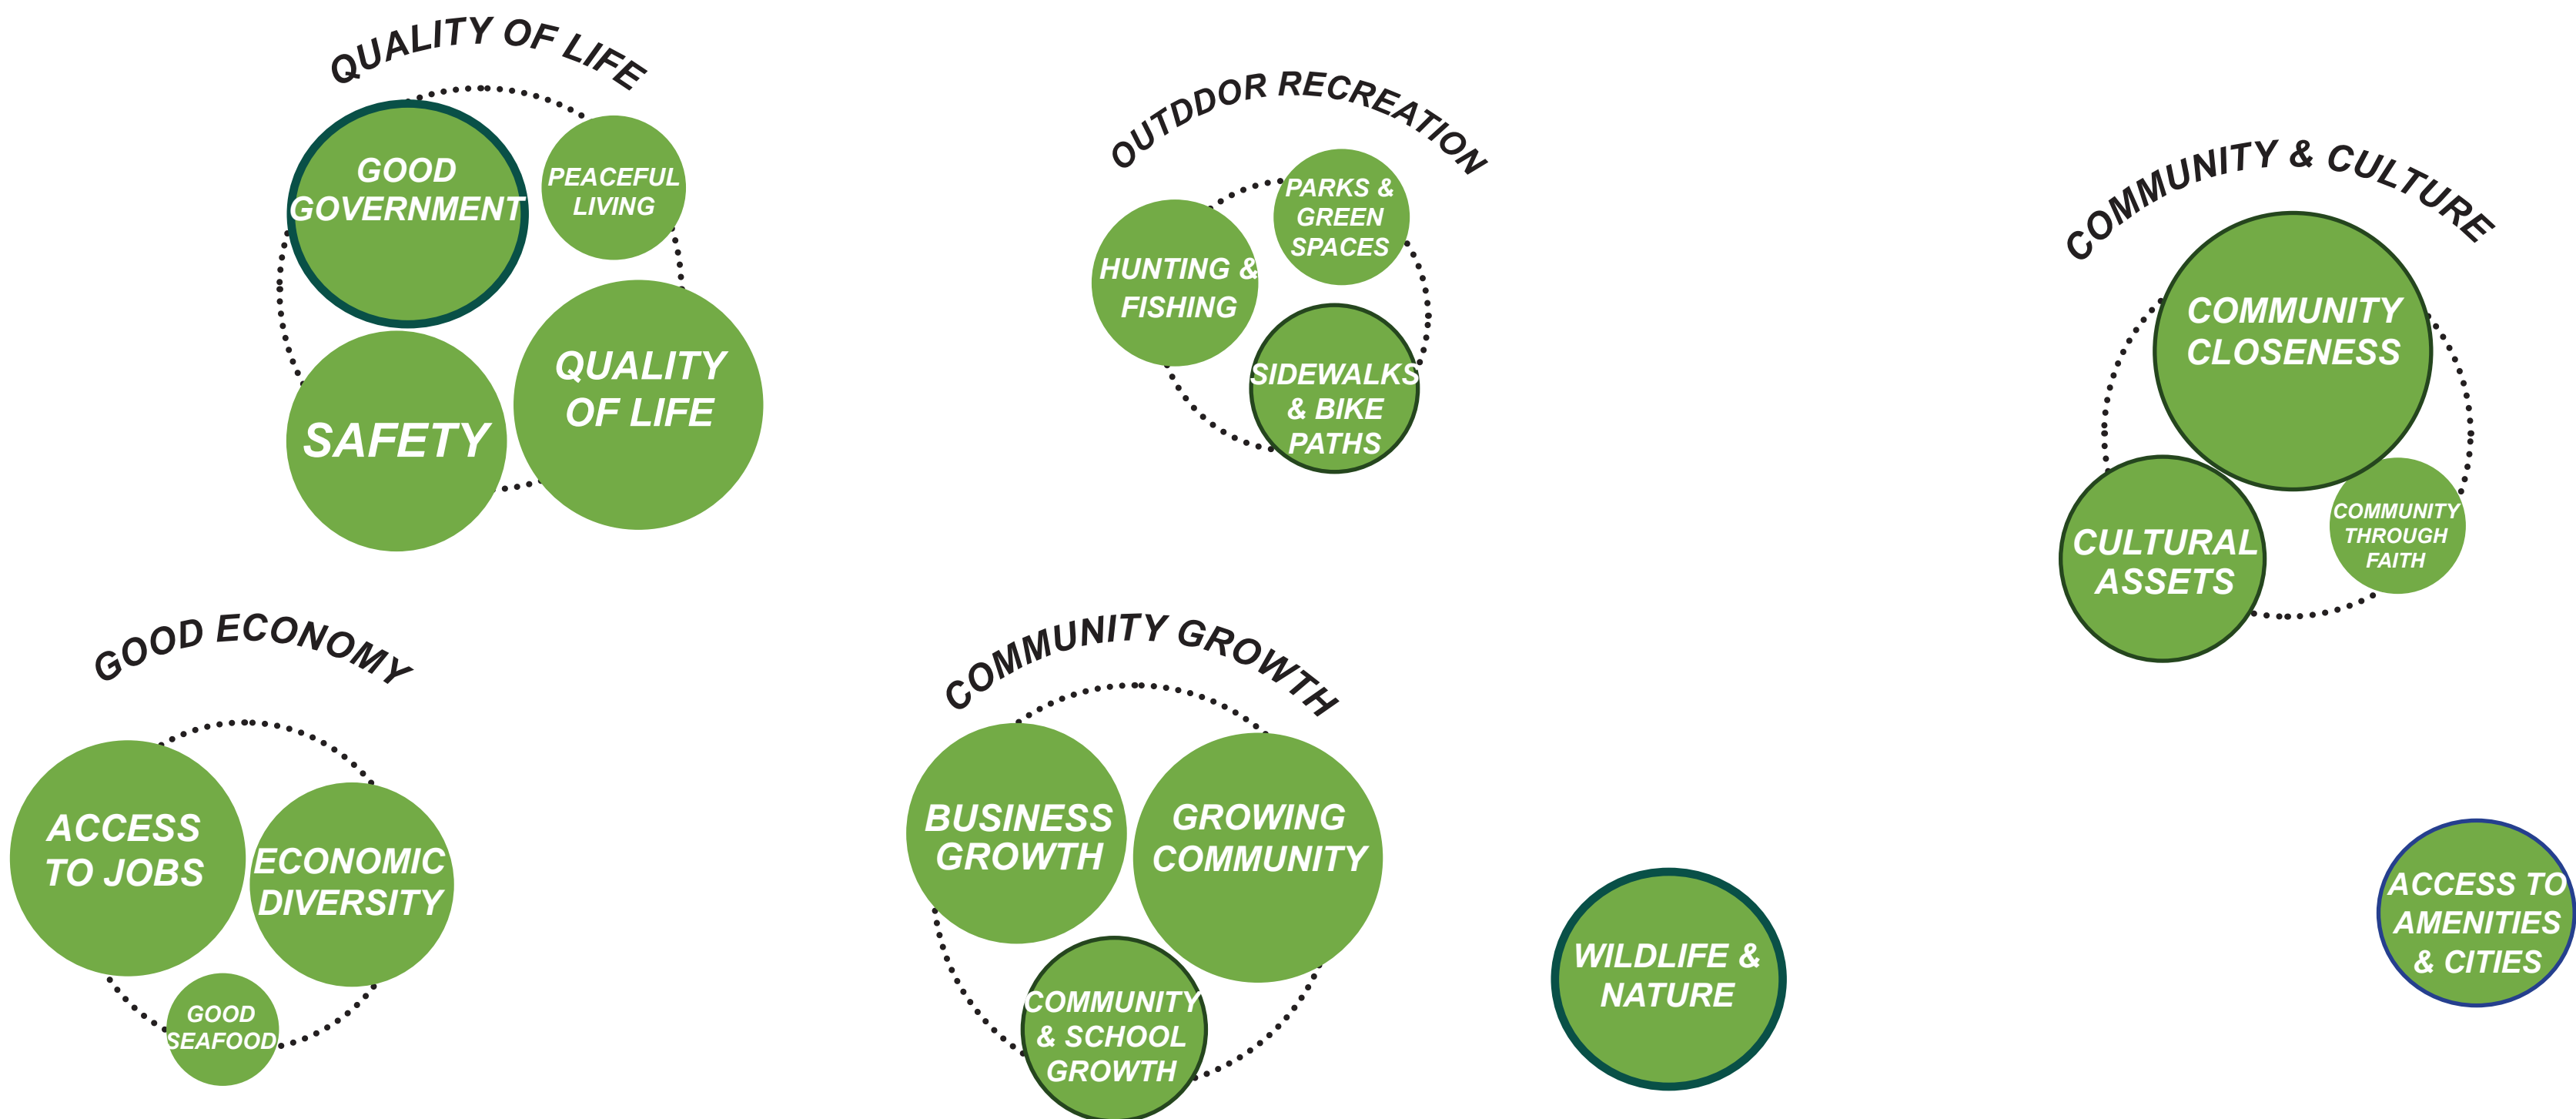 QUALITY OF LIFE
GOOD
GOVERNMENT
PEACEFUL
LIVING
SAFETY
QUALITY
OF LIFE
OUTDDOR RECREATION
PARKS &
GREEN
SPACES
HUNTING &
FISHING
SIDEWALKS
& BIKE
PATHS
COMMUNITY & CULTURE
COMMUNITY
CLOSENESS
CULTURAL
ASSETS
COMMUNITY
THROUGH
FAITH
GOOD ECONOMY
ACCESS
TO JOBS
ECONOMIC
DIVERSITY
GOOD
SEAFOOD
COMMUNITY GROWTH
BUSINESS
GROWTH
GROWING
COMMUNITY
COMMUNITY
& SCHOOL
GROWTH
WILDLIFE &
NATURE
ACCESS TO
AMENITIES
& CITIES